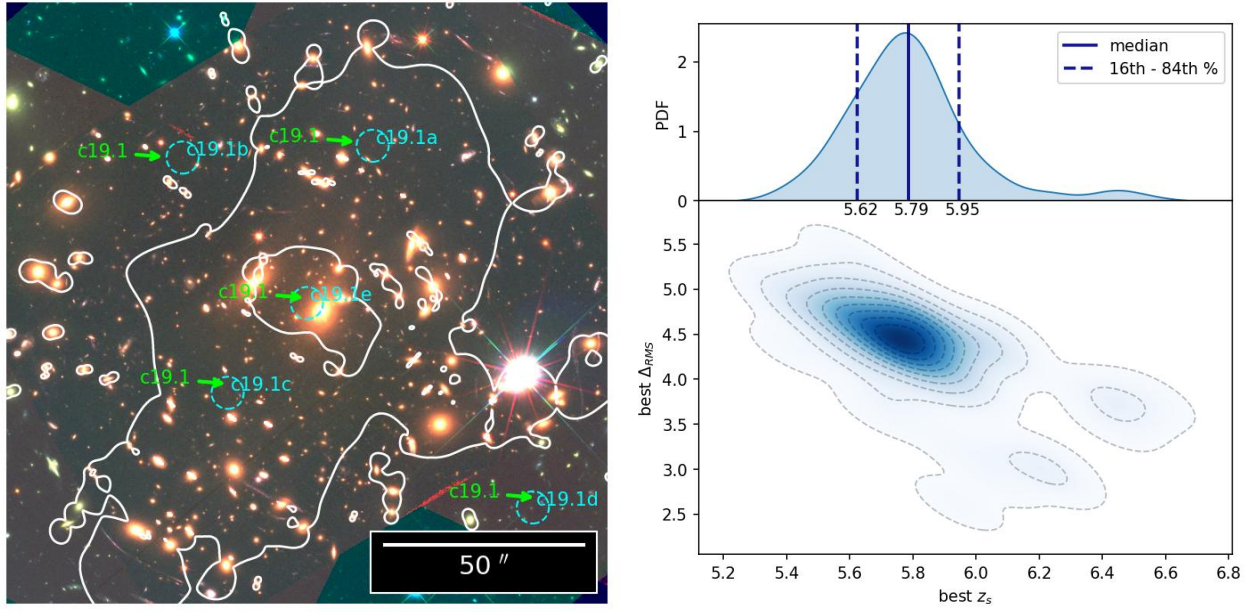 c19.1
c19.1a
c19.1
c19.1b
c19.1
c19.1e
c19.1
c19.1c
c19.1
c19.1d
50 ″
PDF
2
1
0
median
16th - 84th %
5.62
5.79
5.95
best Δ_RMS
5.5
5.0
4.5
4.0
3.5
3.0
2.5
5.2
5.4
5.6
5.8
6.0
6.2
6.4
6.6
6.8
best z_s